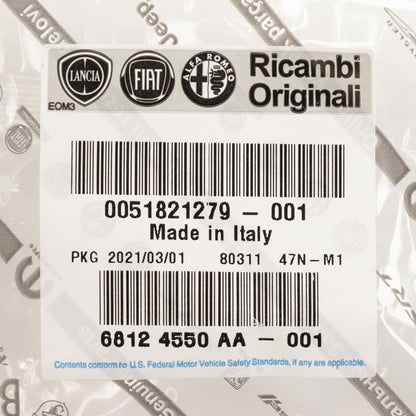 LANCIA
FIAT
ALFA ROMEO
Ricambi
Originali
EOM3
0051821279 - 001
Made in Italy
PKG 2021/03/01 80311 47N-M1
6812 4550 AA - 001
Contents conform to U.S. Federal Motor Vehicle Safety Standards, if any are applicable.
Jeep